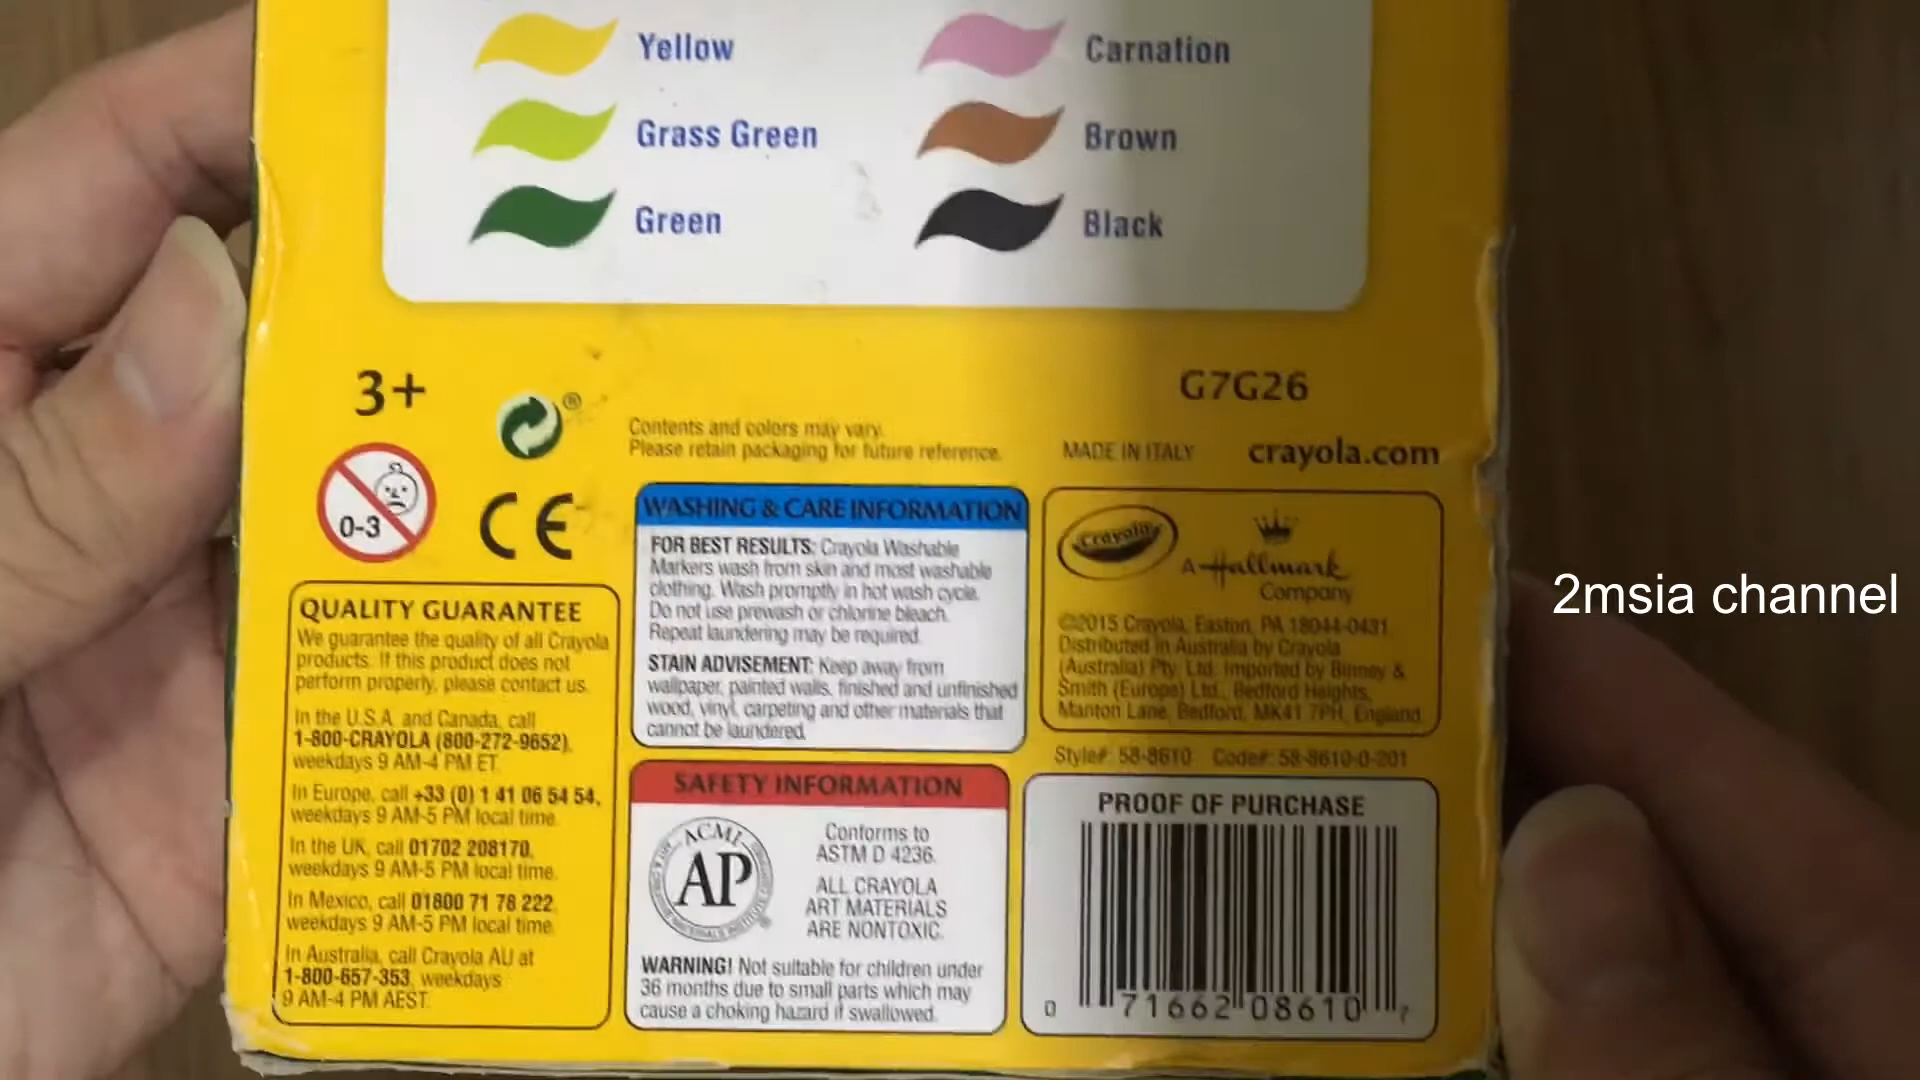 Yellow
Carnation
Grass Green
Brown
Green
Black
3+
G7G26
®
Contents and colors may vary.
Please retain packaging for future reference.
MADE IN ITALY
crayola.com
0-3
CE
WASHING & CARE INFORMATION
FOR BEST RESULTS: Crayola Washable
Markers wash from skin and most washable
clothing. Wash promptly in hot wash cycle.
Do not use prewash or chlorine bleach.
Repeat laundering may be required.
STAIN ADVISEMENT: Keep away from
wallpaper, painted walls, finished and unfinished
wood, vinyl, carpeting and other materials that
cannot be laundered.
Crayola
A Hallmark
Company
©2015 Crayola, Easton, PA 18044-0431
Distributed in Australia by Crayola
(Australia) Pty. Ltd. Imported by Binney &
Smith (Europe) Ltd., Bedford Heights,
Manton Lane, Bedford, MK41 7PH, England.
Style#: 58-8610 Code#: 58-8610-0-201
QUALITY GUARANTEE
We guarantee the quality of all Crayola
products. If this product does not
perform properly, please contact us.
In the U.S.A. and Canada, call
1-800-CRAYOLA (800-272-9652),
weekdays 9 AM-4 PM ET.
In Europe, call +33 (0) 1 41 06 54 54,
weekdays 9 AM-5 PM local time.
In the UK, call 01702 208170,
weekdays 9 AM-5 PM local time.
In Mexico, call 01800 71 78 222,
weekdays 9 AM-5 PM local time.
In Australia, call Crayola AU at
1-800-657-353, weekdays
9 AM-4 PM AEST.
SAFETY INFORMATION
ACMI
AP
Conforms to
ASTM D 4236.
ALL CRAYOLA
ART MATERIALS
ARE NONTOXIC.
WARNING! Not suitable for children under
36 months due to small parts which may
cause a choking hazard if swallowed.
PROOF OF PURCHASE
0 71662 08610 7
2msia channel